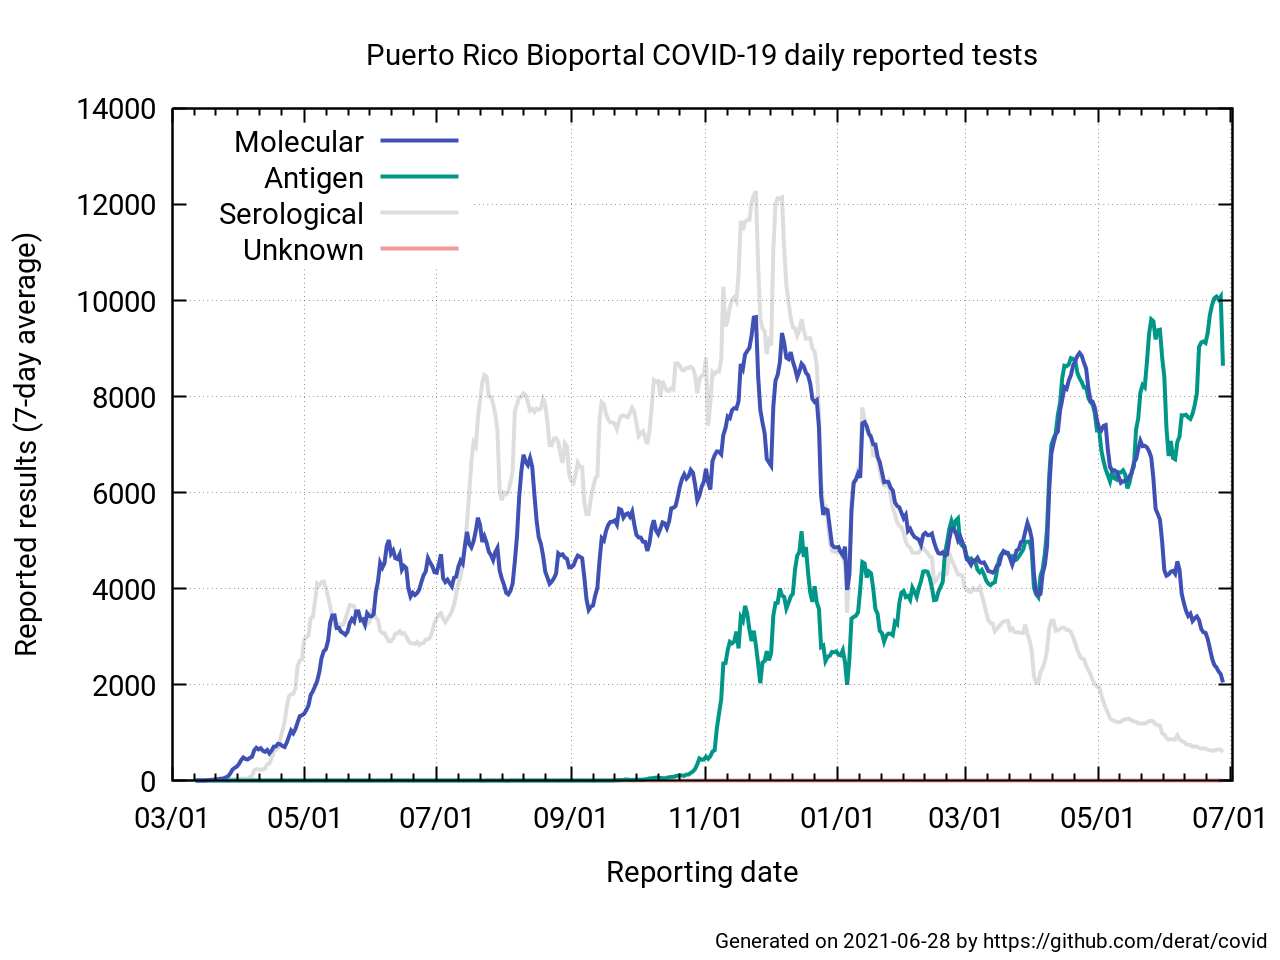 Puerto Rico Bioportal COVID-19 daily reported tests
14000
12000
10000
8000
6000
4000
2000
0
Reported results (7-day average)
Molecular
Antigen
Serological
Unknown
03/01 05/01 07/01 09/01 11/01 01/01 03/01 05/01 07/01
Reporting date
Generated on 2021-06-28 by https://github.com/derat/covid